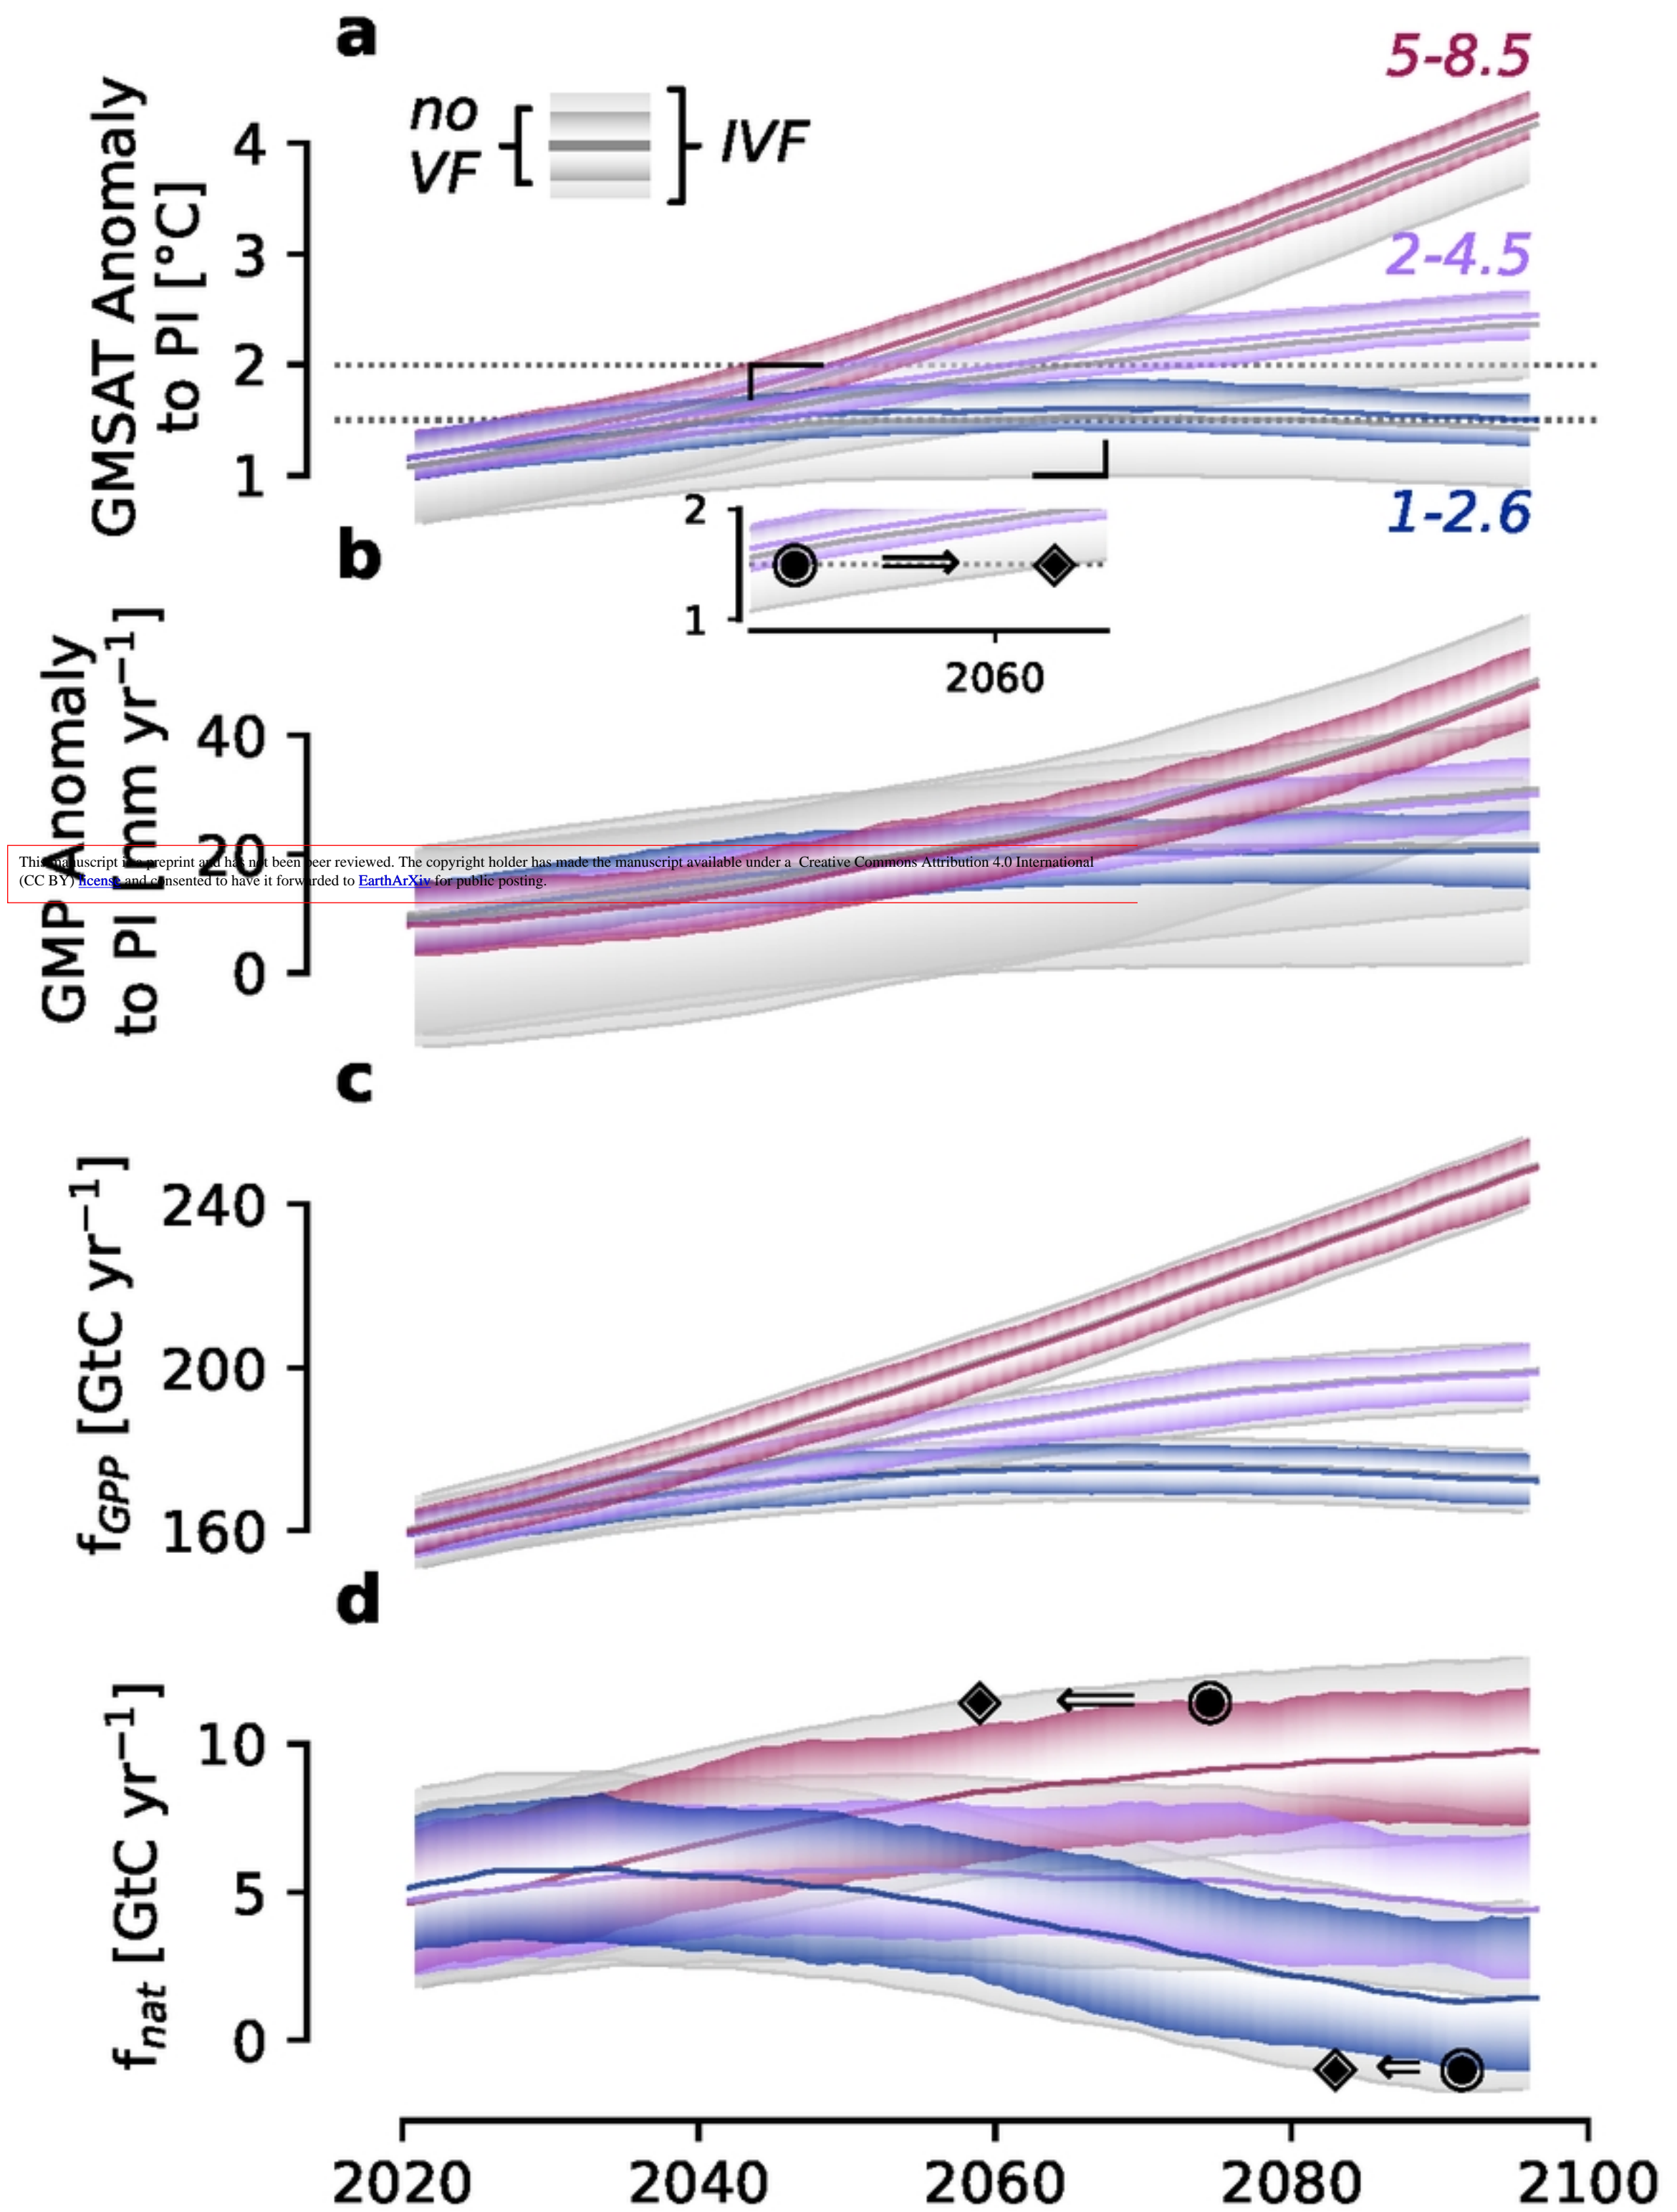 a
5-8.5
no
VF
IVF
GMSAT Anomaly
to PI [°C]
4
3
2
1
2-4.5
1-2.6
b
2
1
2060
GMP Anomaly
to PI [mm yr⁻¹]
40
20
0
This manuscript is a preprint and has not been peer reviewed. The copyright holder has made the manuscript available under a Creative Commons Attribution 4.0 International
(CC BY) license and consented to have it forwarded to EarthArXiv for public posting.
c
f_GPP [GtC yr⁻¹]
240
200
160
d
f_nat [GtC yr⁻¹]
10
5
0
2020 2040 2060 2080 2100